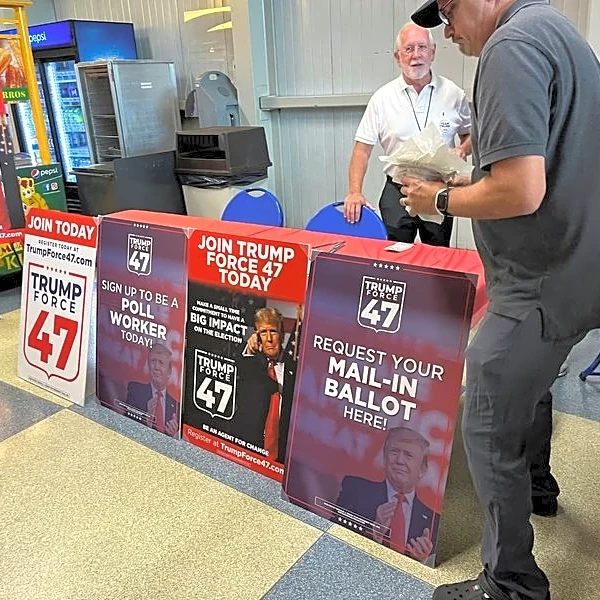 pepsi
RROS
pepsi
JOIN TODAY
REGISTER TODAY AT
TrumpForce47.com
TRUMP
FORCE
47
TRUMP
FORCE
47
SIGN UP TO BE A
POLL
WORKER
TODAY!
JOIN TRUMP
FORCE 47
TODAY
MAKE A SMALL TIME
COMMITMENT TO HAVE A
BIG IMPACT
ON THE ELECTION
TRUMP
FORCE
47
BE AN AGENT FOR CHANGE
Register at TrumpForce47.com
TRUMP
FORCE
47
REQUEST YOUR
MAIL-IN
BALLOT
HERE!